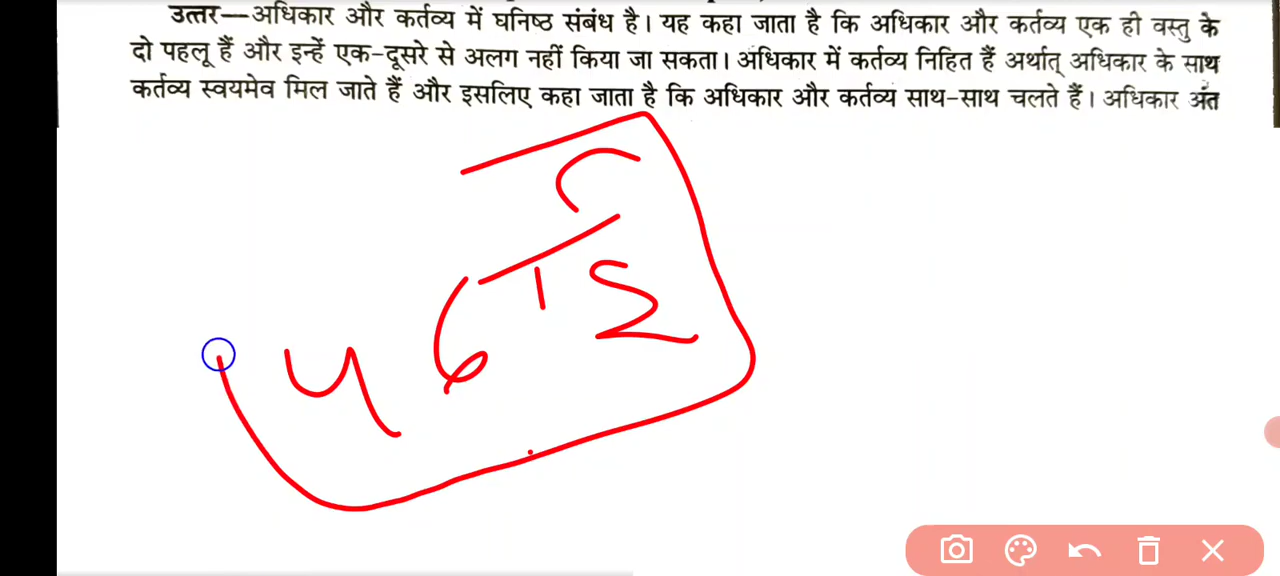 उत्तर—अधिकार और कर्तव्य में घनिष्ठ संबंध है। यह कहा जाता है कि अधिकार और कर्तव्य एक ही वस्तु के
दो पहलू हैं और इन्हें एक-दूसरे से अलग नहीं किया जा सकता। अधिकार में कर्तव्य निहित हैं अर्थात् अधिकार के साथ
कर्तव्य स्वयमेव मिल जाते हैं और इसलिए कहा जाता है कि अधिकार और कर्तव्य साथ-साथ चलते हैं। अधिकार अंत